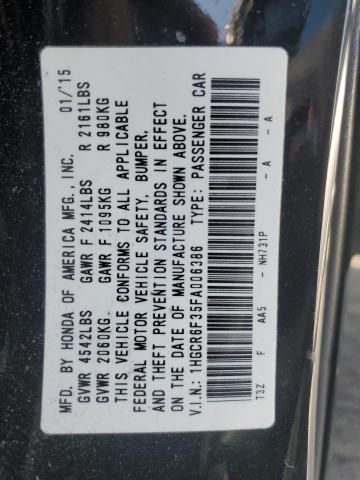 MFD. BY HONDA OF AMERICA MFG., INC. 01/15
GVWR 4542LBS GAWR F 2414LBS R 2161LBS
GVWR 2060KG GAWR F 1095KG R 980KG
THIS VEHICLE CONFORMS TO ALL APPLICABLE
FEDERAL MOTOR VEHICLE SAFETY, BUMPER,
AND THEFT PREVENTION STANDARDS IN EFFECT
ON THE DATE OF MANUFACTURE SHOWN ABOVE.
V.I.N.: 1HGCR6F35FA006386 TYPE: PASSENGER CAR
T3Z F AA5 - NH731P - A - A